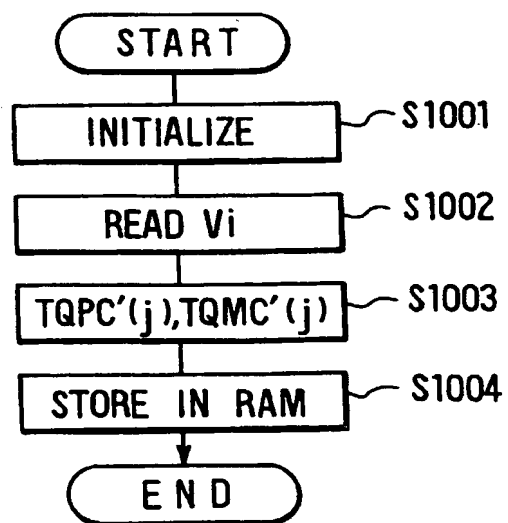 START
INITIALIZE
S1001
READ Vi
S1002
TQPC′(j),TQMC′(j)
S1003
STORE IN RAM
S1004
END